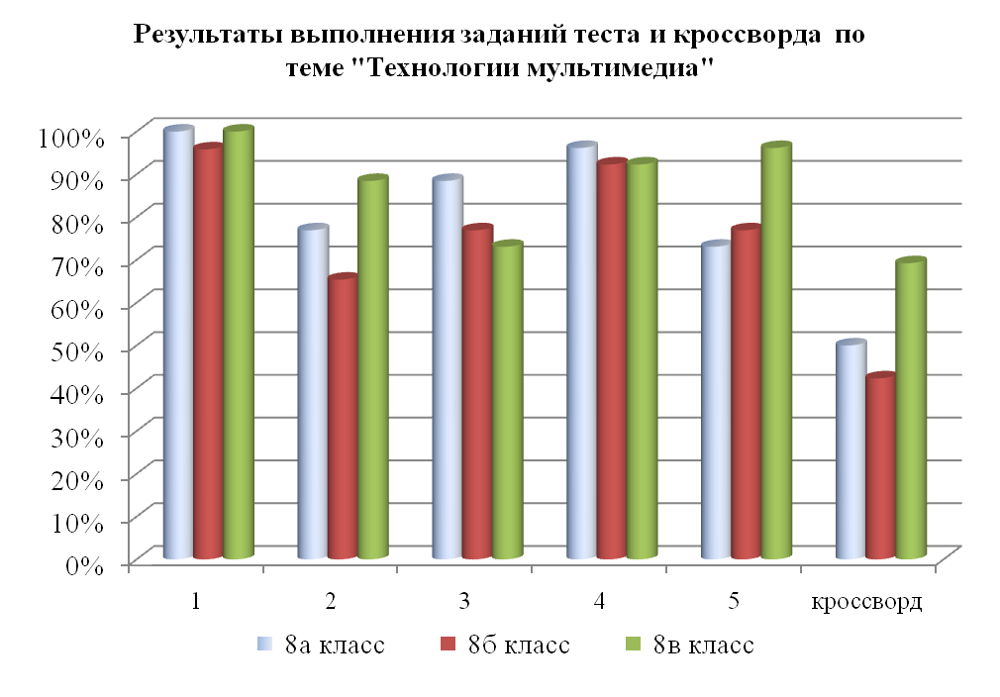 Результаты выполнения заданий теста и кроссворда по
теме "Технологии мультимедиа"
100%
90%
80%
70%
60%
50%
40%
30%
20%
10%
0%
1 2 3 4 5 кроссворд
8а класс 8б класс 8в класс